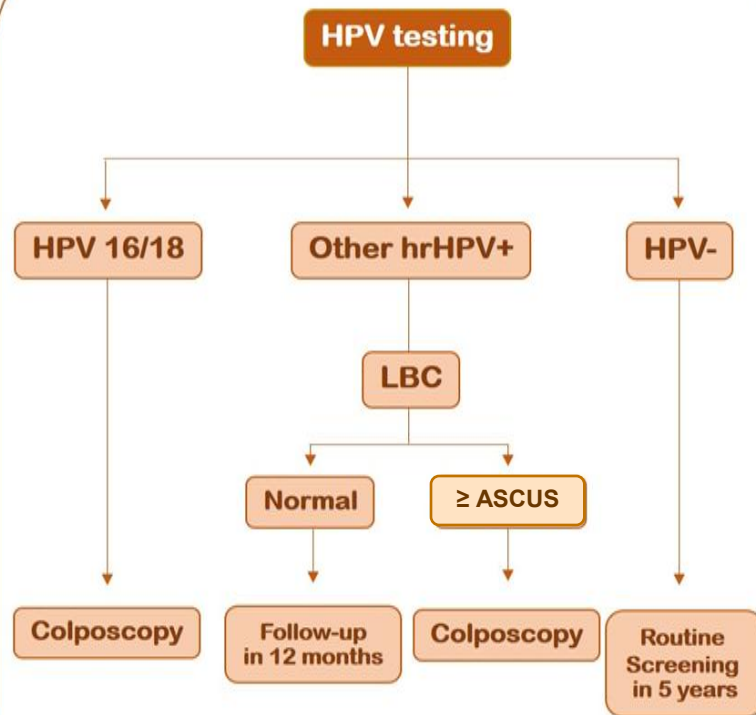 HPV testing
HPV 16/18
Other hrHPV+
HPV-
LBC
Normal
≥ ASCUS
Colposcopy
Follow-up
in 12 months
Colposcopy
Routine
Screening
in 5 years